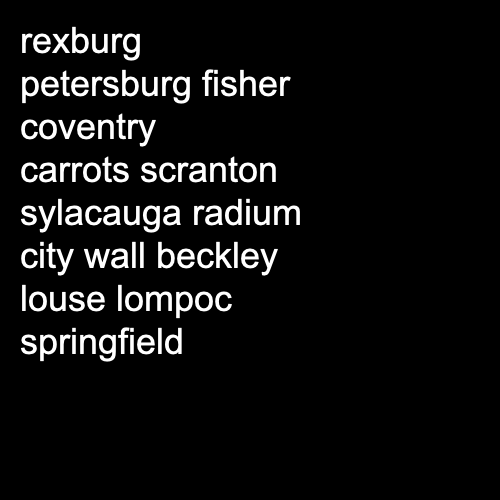 rexburg
petersburg fisher
coventry
carrots scranton
sylacauga radium
city wall beckley
louse lompoc
springfield